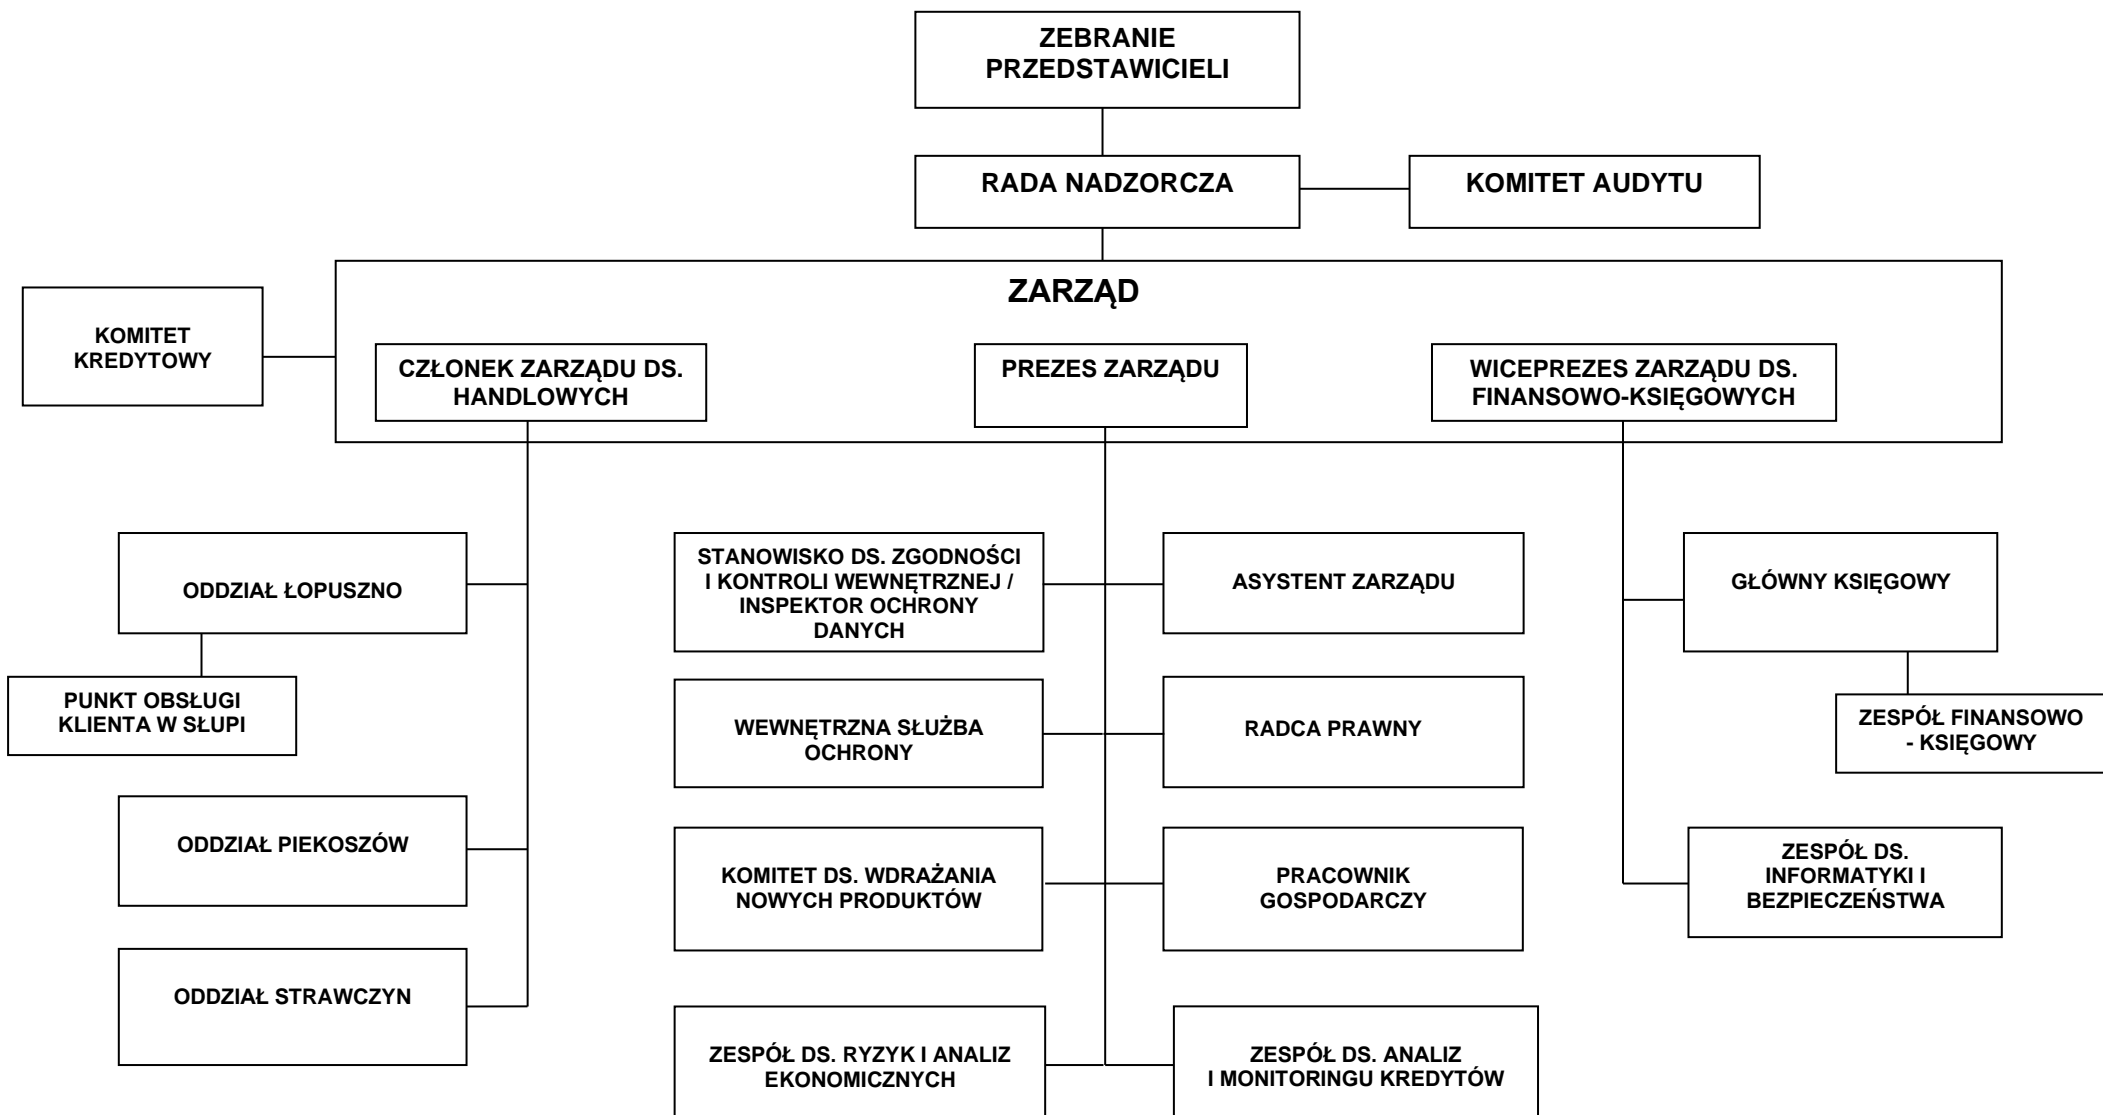 ZEBRANIE
PRZEDSTAWICIELI
RADA NADZORCZA
KOMITET AUDYTU
ZARZĄD
KOMITET
KREDYTOWY
CZŁONEK ZARZĄDU DS.
HANDLOWYCH
PREZES ZARZĄDU
WICEPREZES ZARZĄDU DS.
FINANSOWO-KSIĘGOWYCH
ODDZIAŁ ŁOPUSZNO
STANOWISKO DS. ZGODNOŚCI
I KONTROLI WEWNĘTRZNEJ /
INSPEKTOR OCHRONY
DANYCH
ASYSTENT ZARZĄDU
GŁÓWNY KSIĘGOWY
PUNKT OBSŁUGI
KLIENTA W SŁUPI
WEWNĘTRZNA SŁUŻBA
OCHRONY
RADCA PRAWNY
ZESPÓŁ FINANSOWO
- KSIĘGOWY
ODDZIAŁ PIEKOSZÓW
KOMITET DS. WDRAŻANIA
NOWYCH PRODUKTÓW
PRACOWNIK
GOSPODARCZY
ZESPÓŁ DS.
INFORMATYKI I
BEZPIECZEŃSTWA
ODDZIAŁ STRAWCZYN
ZESPÓŁ DS. RYZYK I ANALIZ
EKONOMICZNYCH
ZESPÓŁ DS. ANALIZ
I MONITORINGU KREDYTÓW